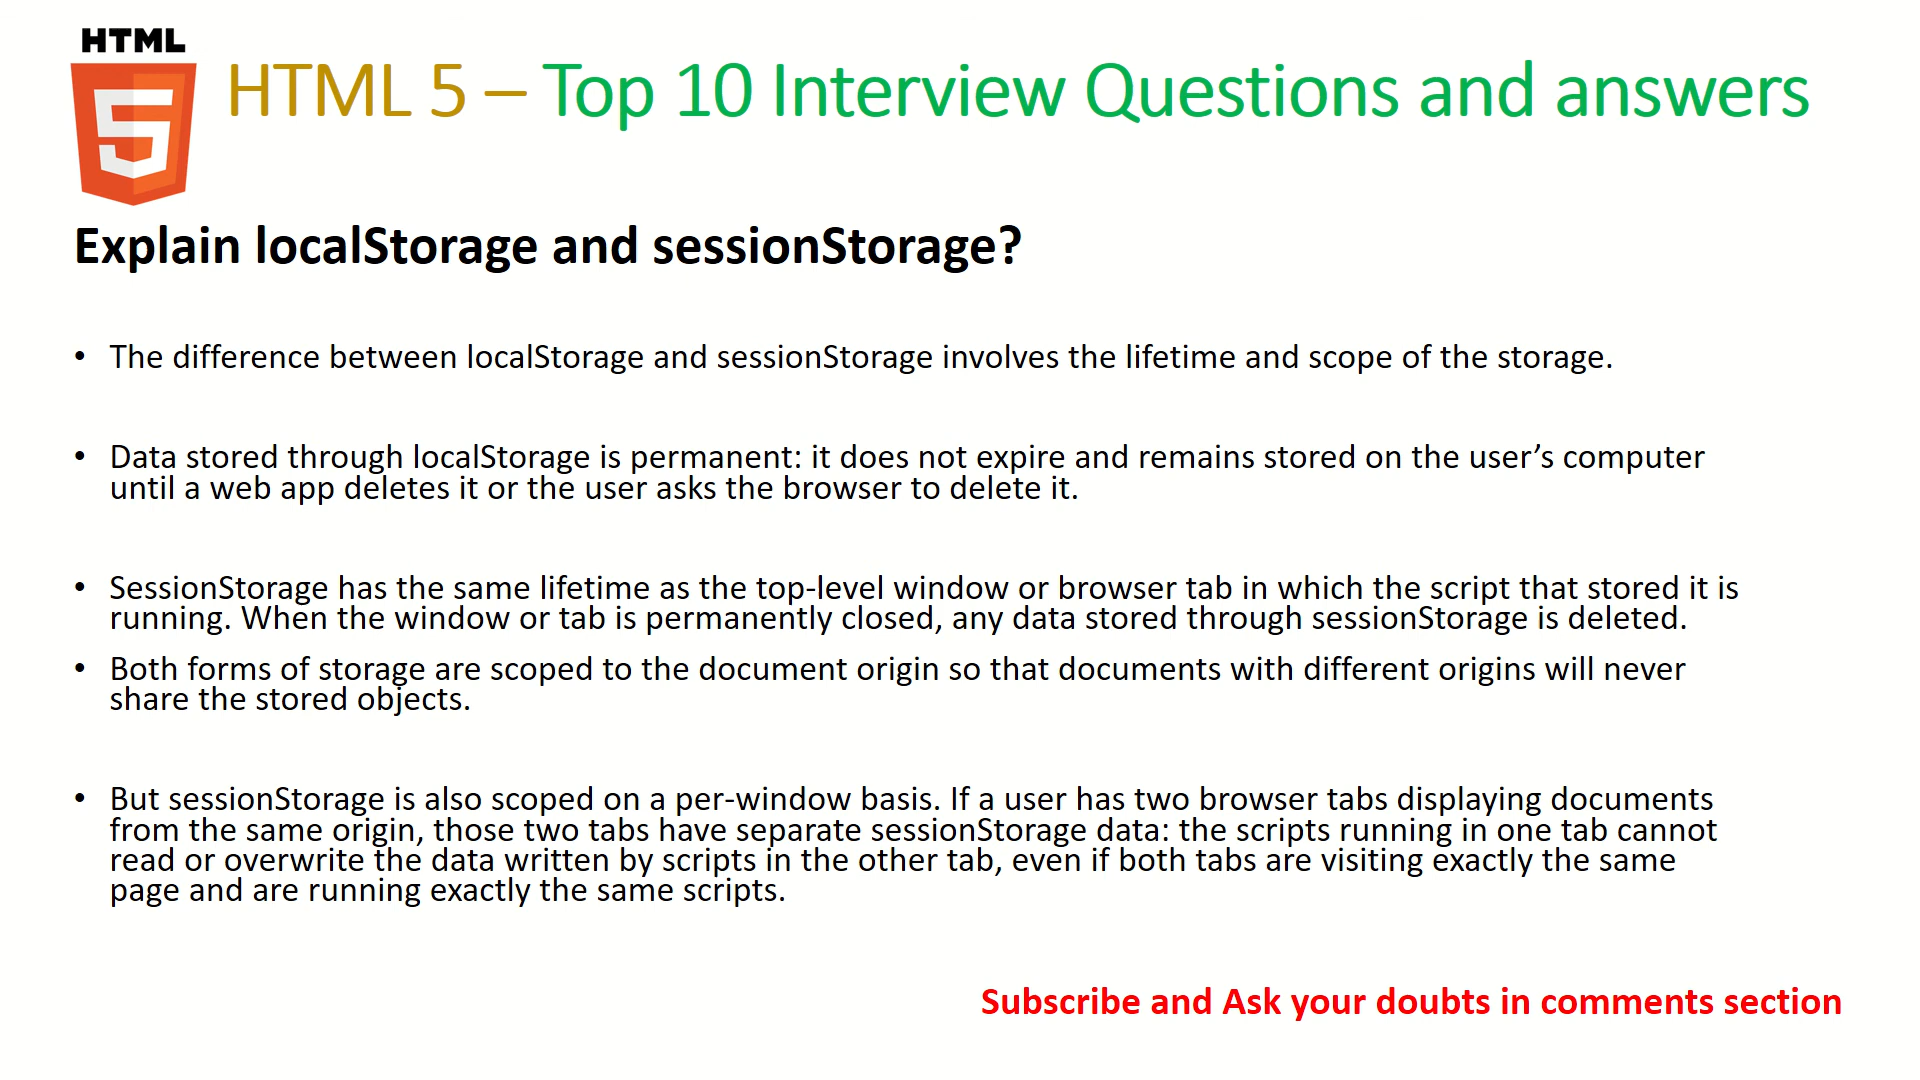 HTML
5
HTML 5 – Top 10 Interview Questions and answers
Explain localStorage and sessionStorage?
• The difference between localStorage and sessionStorage involves the lifetime and scope of the storage.
• Data stored through localStorage is permanent: it does not expire and remains stored on the user’s computer
until a web app deletes it or the user asks the browser to delete it.
• SessionStorage has the same lifetime as the top-level window or browser tab in which the script that stored it is
running. When the window or tab is permanently closed, any data stored through sessionStorage is deleted.
• Both forms of storage are scoped to the document origin so that documents with different origins will never
share the stored objects.
• But sessionStorage is also scoped on a per-window basis. If a user has two browser tabs displaying documents
from the same origin, those two tabs have separate sessionStorage data: the scripts running in one tab cannot
read or overwrite the data written by scripts in the other tab, even if both tabs are visiting exactly the same
page and are running exactly the same scripts.
Subscribe and Ask your doubts in comments section